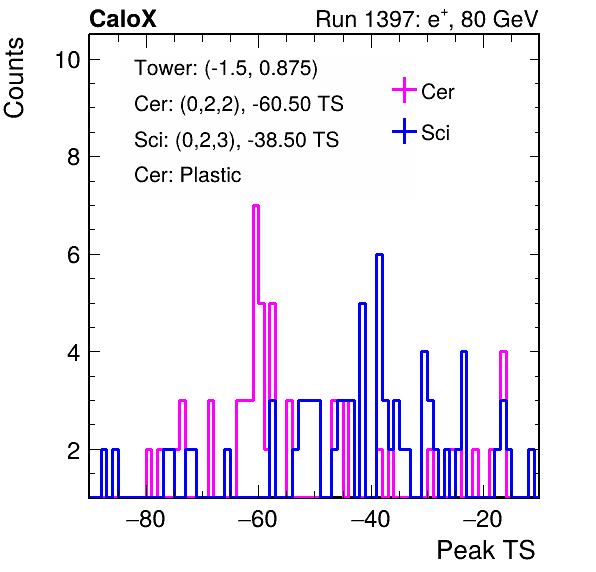 CaloX Run 1397: e⁺, 80 GeV
Counts
Tower: (-1.5, 0.875)
Cer: (0,2,2), -60.50 TS
Sci: (0,2,3), -38.50 TS
Cer: Plastic
Cer
Sci
10
8
6
4
2
−80 −60 −40 −20
Peak TS